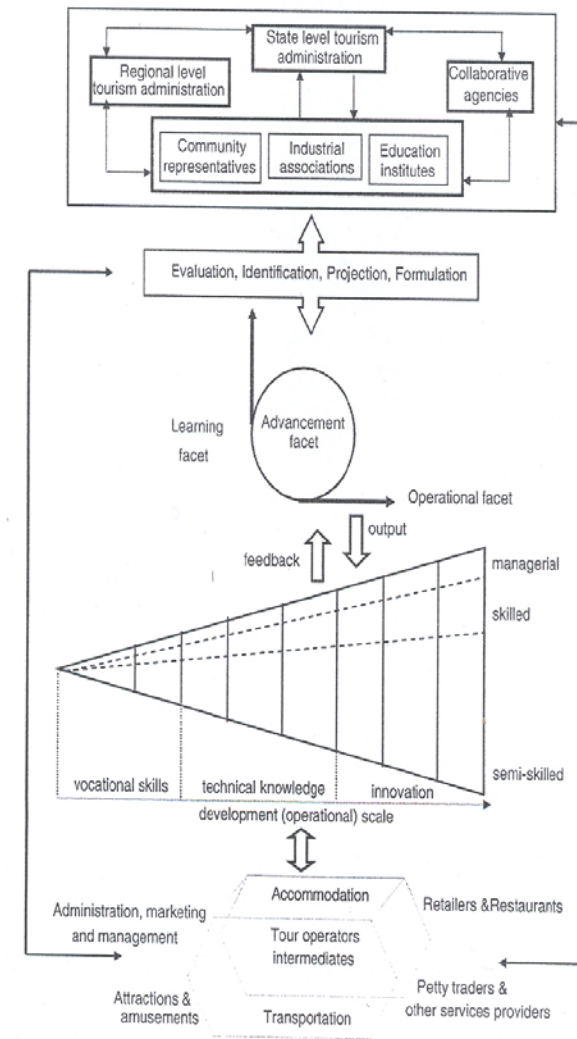 State level tourism
administration
Regional level
tourism administration
Collaborative
agencies
Community
representatives
Industrial
associations
Education
institutes
Evaluation, Identification, Projection, Formulation
Learning
facet
Advancement
facet
Operational facet
output
feedback
managerial
skilled
semi-skilled
vocational skills
technical knowledge
innovation
development (operational) scale
Accommodation
Retailers &Restaurants
Administration, marketing
and management
Tour operators
intermediates
Attractions &
amusements
Petty traders &
other services providers
Transportation